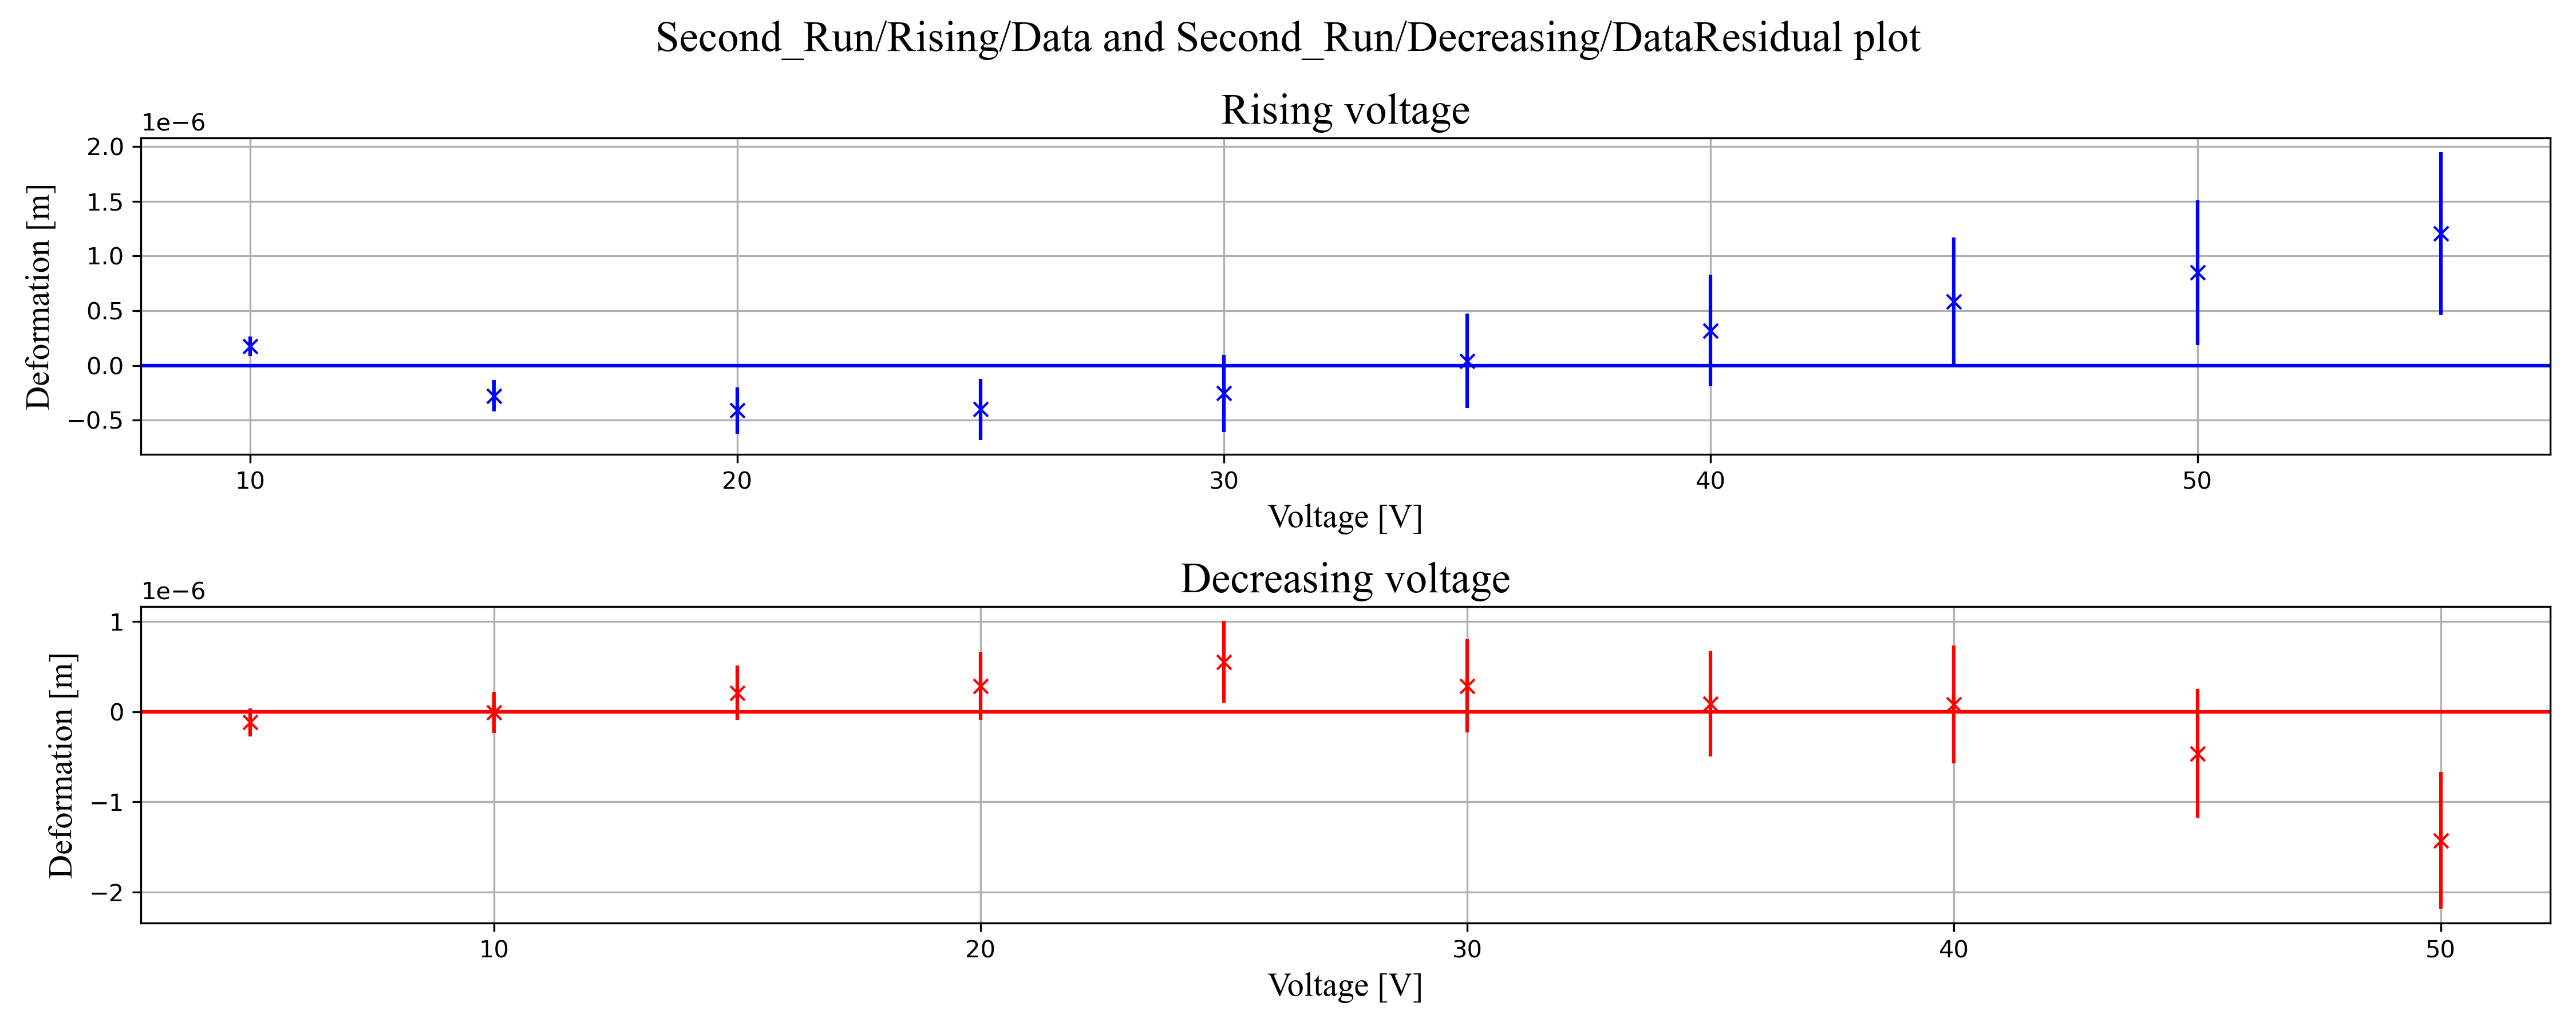 Second_Run/Rising/Data and Second_Run/Decreasing/DataResidual plot
Rising voltage
1e−6
2.0
1.5
1.0
0.5
0.0
−0.5
Deformation [m]
10 20 30 40 50
Voltage [V]
Decreasing voltage
1e−6
1
0
−1
−2
Deformation [m]
10 20 30 40 50
Voltage [V]